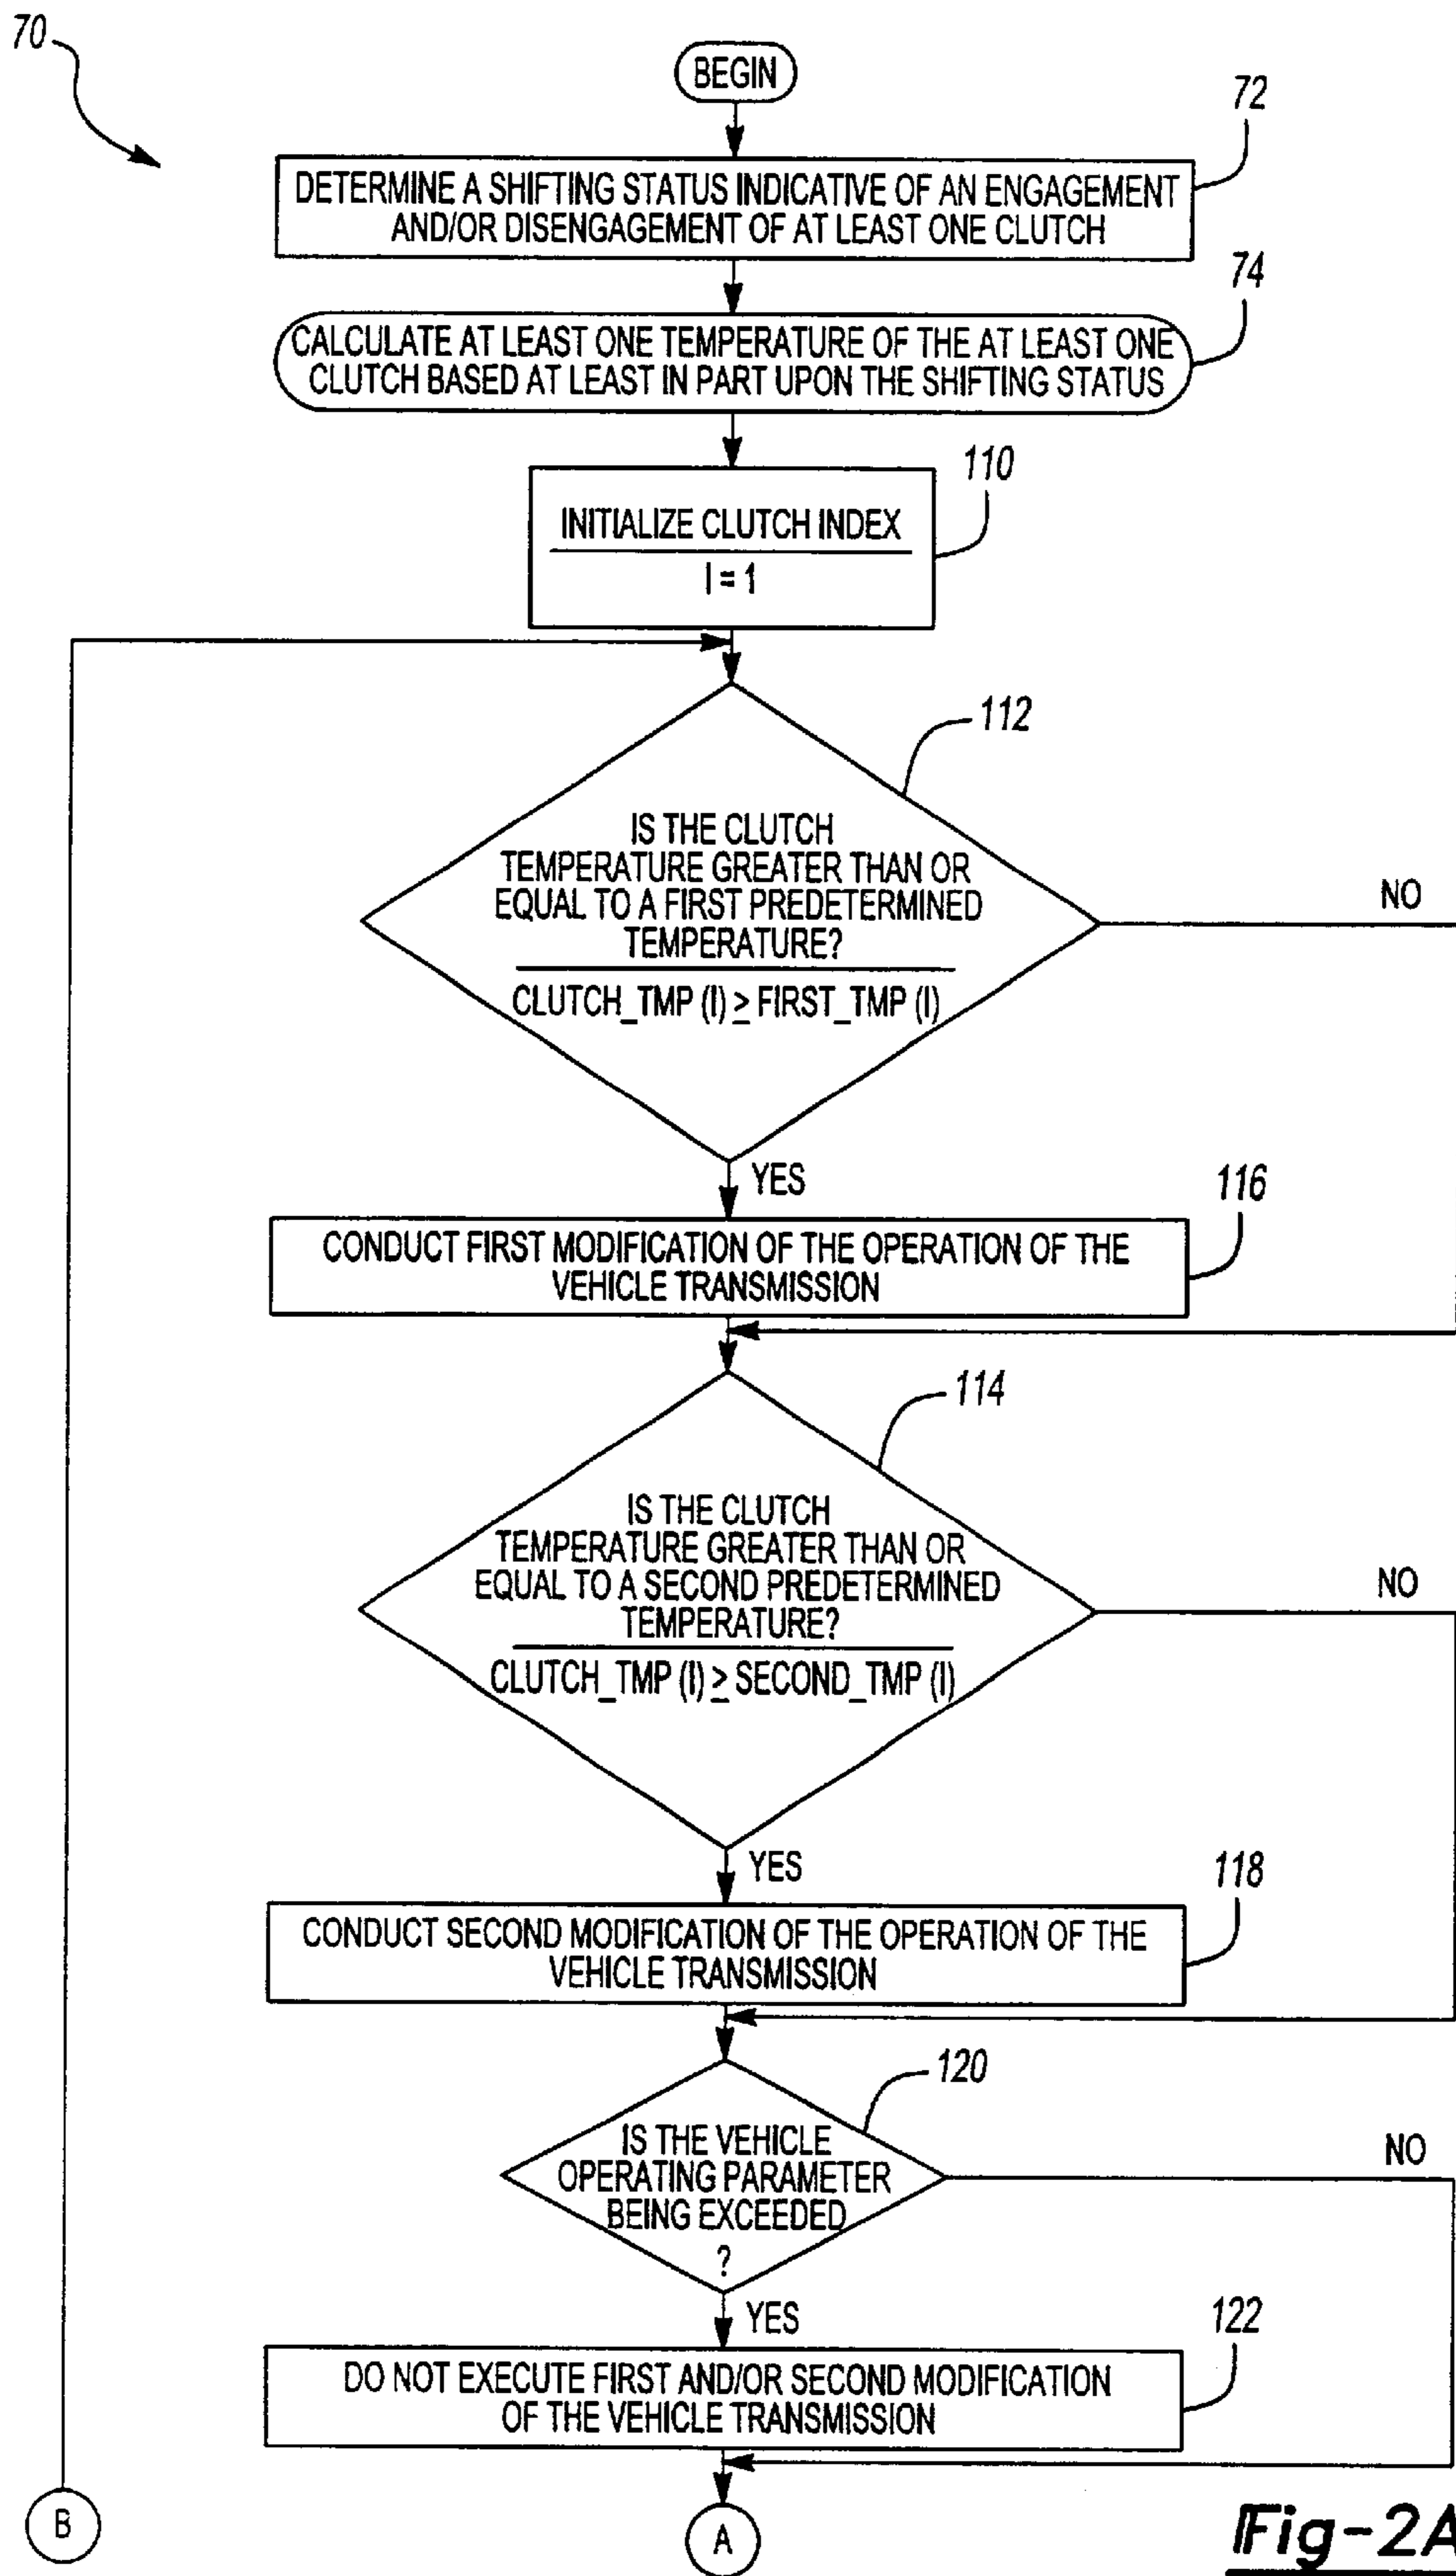 70
BEGIN
72
DETERMINE A SHIFTING STATUS INDICATIVE OF AN ENGAGEMENT
AND/OR DISENGAGEMENT OF AT LEAST ONE CLUTCH
74
CALCULATE AT LEAST ONE TEMPERATURE OF THE AT LEAST ONE
CLUTCH BASED AT LEAST IN PART UPON THE SHIFTING STATUS
110
INITIALIZE CLUTCH INDEX
I = 1
112
IS THE CLUTCH
TEMPERATURE GREATER THAN OR
EQUAL TO A FIRST PREDETERMINED
TEMPERATURE?
CLUTCH_TMP (I) ≥ FIRST_TMP (I)
NO
YES
116
CONDUCT FIRST MODIFICATION OF THE OPERATION OF THE
VEHICLE TRANSMISSION
114
IS THE CLUTCH
TEMPERATURE GREATER THAN OR
EQUAL TO A SECOND PREDETERMINED
TEMPERATURE?
CLUTCH_TMP (I) ≥ SECOND_TMP (I)
NO
YES
118
CONDUCT SECOND MODIFICATION OF THE OPERATION OF THE
VEHICLE TRANSMISSION
120
IS THE VEHICLE
OPERATING PARAMETER
BEING EXCEEDED
?
NO
YES
122
DO NOT EXECUTE FIRST AND/OR SECOND MODIFICATION
OF THE VEHICLE TRANSMISSION
B
A
Fig-2A